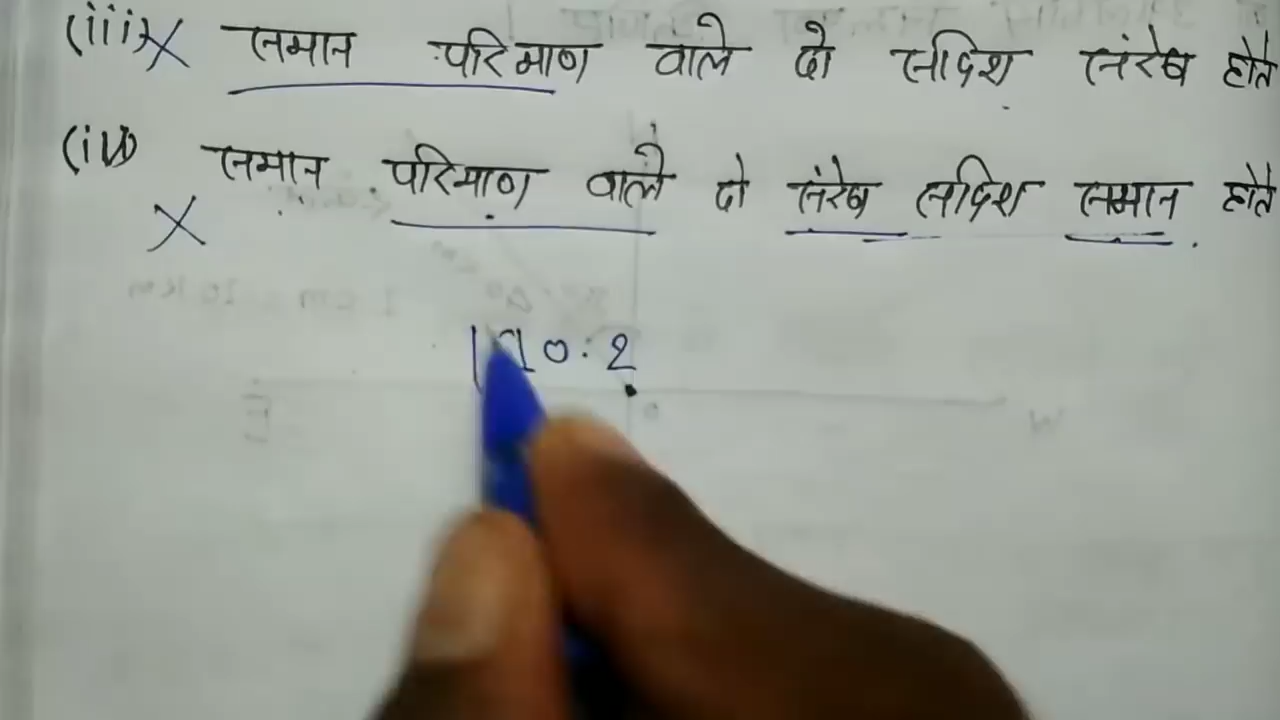 (iii) X समान परिमाण वाले दो सदिश संरेख होते
(iv) समान परिमाण वाले दो संरेख सदिश समान होते
X
10.2